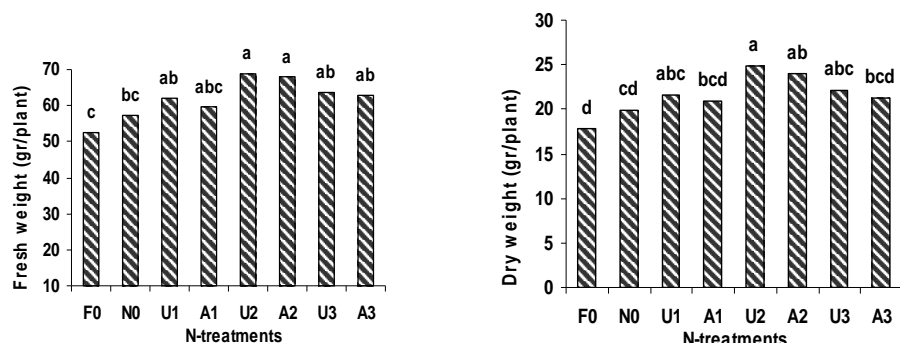 Fresh weight (gr/plant)
70
60
50
40
30
20
10
c bc ab abc a a ab ab
F0 N0 U1 A1 U2 A2 U3 A3
N-treatments
Dry weight (gr/plant)
30
25
20
15
10
5
0
d cd abc bcd a ab abc bcd
F0 N0 U1 A1 U2 A2 U3 A3
N-treatments